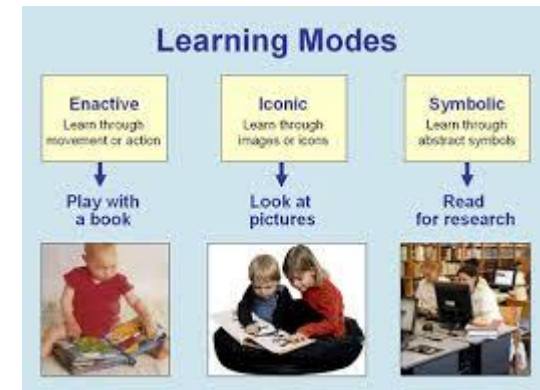 Learning Modes
Enactive
Learn through
movement or action
Play with
a book
Iconic
Learn through
images or icons
Look at
pictures
Symbolic
Learn through
abstract symbols
Read
for research